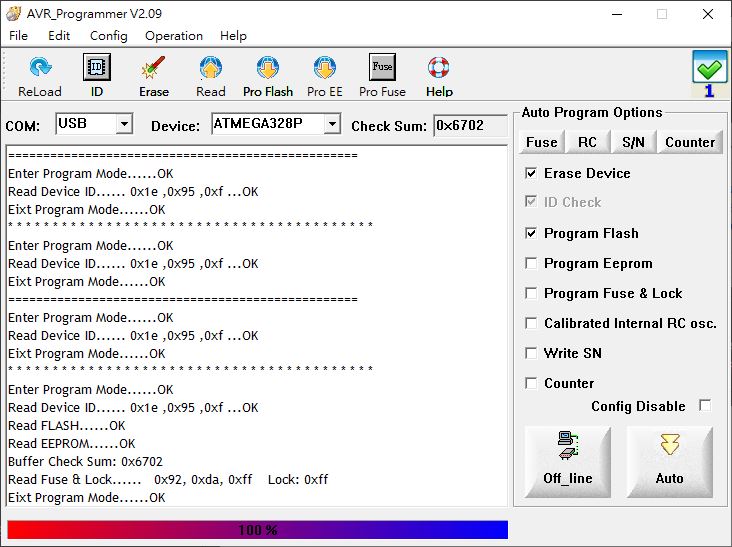 AVR_Programmer V2.09
File Edit Config Operation Help
ReLoad ID Erase Read Pro Flash Pro EE Fuse Pro Fuse Help 1
COM: USB Device: ATMEGA328P Check Sum: 0x6702
==================================================
Enter Program Mode......OK
Read Device ID...... 0x1e ,0x95 ,0xf ...OK
Eixt Program Mode......OK
* * * * * * * * * * * * * * * * * * * * * * * * * * * * * * * * * * * * * * * * *
Enter Program Mode......OK
Read Device ID...... 0x1e ,0x95 ,0xf ...OK
Eixt Program Mode......OK
==================================================
Enter Program Mode......OK
Read Device ID...... 0x1e ,0x95 ,0xf ...OK
Eixt Program Mode......OK
* * * * * * * * * * * * * * * * * * * * * * * * * * * * * * * * * * * * * * * * *
Enter Program Mode......OK
Read Device ID...... 0x1e ,0x95 ,0xf ...OK
Read FLASH......OK
Read EEPROM......OK
Buffer Check Sum: 0x6702
Read Fuse & Lock...... 0x92, 0xda, 0xff Lock: 0xff
Eixt Program Mode......OK
100 %
Auto Program Options
Fuse RC S/N Counter
Erase Device
ID Check
Program Flash
Program Eeprom
Program Fuse & Lock
Calibrated Internal RC osc.
Write SN
Counter
Config Disable
Off_line Auto